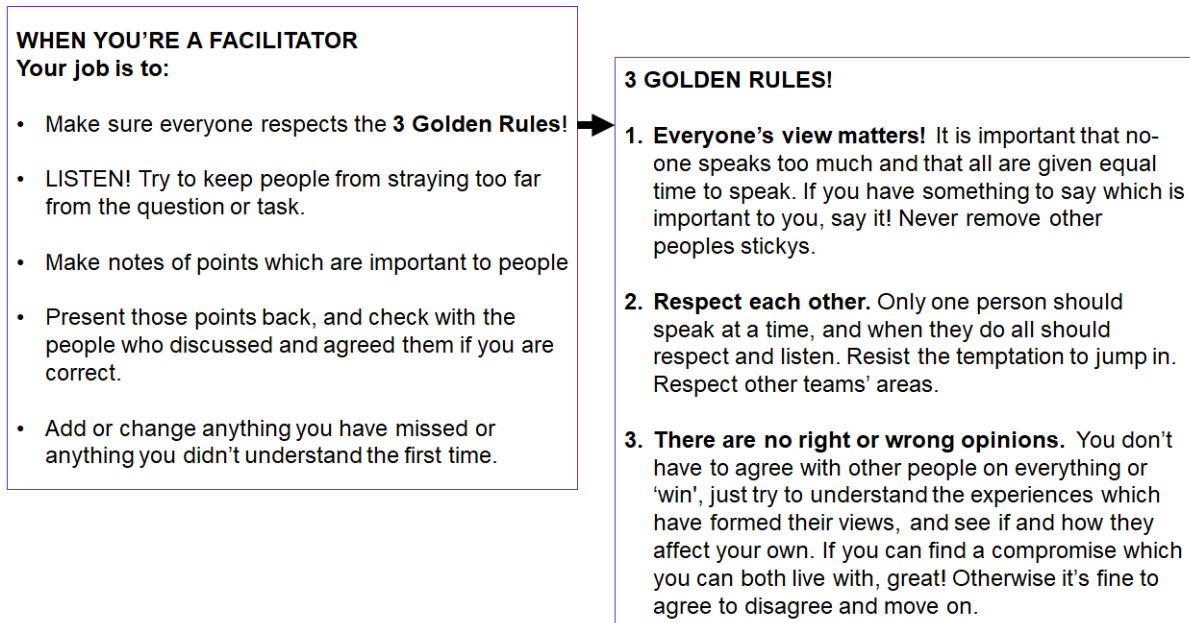 WHEN YOU’RE A FACILITATOR
Your job is to:
• Make sure everyone respects the 3 Golden Rules!
• LISTEN! Try to keep people from straying too far
from the question or task.
• Make notes of points which are important to people
• Present those points back, and check with the
people who discussed and agreed them if you are
correct.
• Add or change anything you have missed or
anything you didn’t understand the first time.
3 GOLDEN RULES!
1. Everyone’s view matters! It is important that no-
one speaks too much and that all are given equal
time to speak. If you have something to say which is
important to you, say it! Never remove other
peoples stickys.
2. Respect each other. Only one person should
speak at a time, and when they do all should
respect and listen. Resist the temptation to jump in.
Respect other teams’ areas.
3. There are no right or wrong opinions. You don’t
have to agree with other people on everything or
‘win', just try to understand the experiences which
have formed their views, and see if and how they
affect your own. If you can find a compromise which
you can both live with, great! Otherwise it’s fine to
agree to disagree and move on.